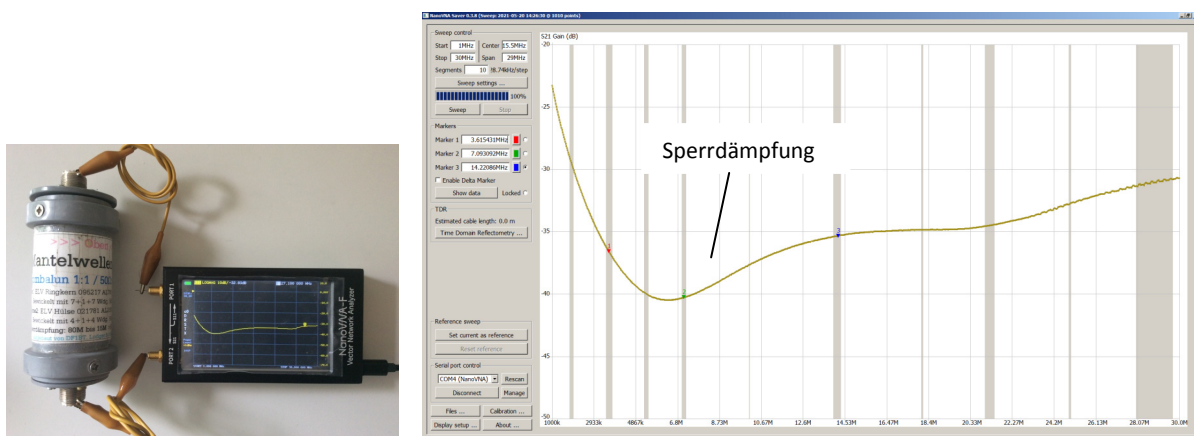 >>> Übe
antelwelle
nbalun 1:1 / 50
PORT 1
PORT 2
NanoVNA-F
Vector Network Analyzer
NanoVNA Saver 0.3.8 [Sweep: 2021-05-20 14:26:30 @ 1010 points]
Sweep control
Start 1MHz Center 15.5MHz
Stop 30MHz Span 29MHz
Segments 10 28.74kHz/step
Sweep settings ...
100%
Sweep Stop
Markers
Marker 1 3.615431MHz
Marker 2 7.093092MHz
Marker 3 14.22086MHz
Enable Delta Marker
Show data Locked
TDR
Estimated cable length: 0.0 m
Time Domain Reflectometry ...
Reference sweep
Set current as reference
Reset reference
Serial port control
COM4 (NanoVNA) Rescan
Disconnect Manage
Files ... Calibration ...
Display setup ... About ...
S21 Gain (dB)
-20
-25
-30
-35
-40
-45
-50
Sperrdämpfung
1
2
3
1000k 2933k 4867k 6.8M 8.73M 10.67M 12.6M 14.53M 16.47M 18.4M 20.33M 22.27M 24.2M 26.13M 28.07M 30.0M